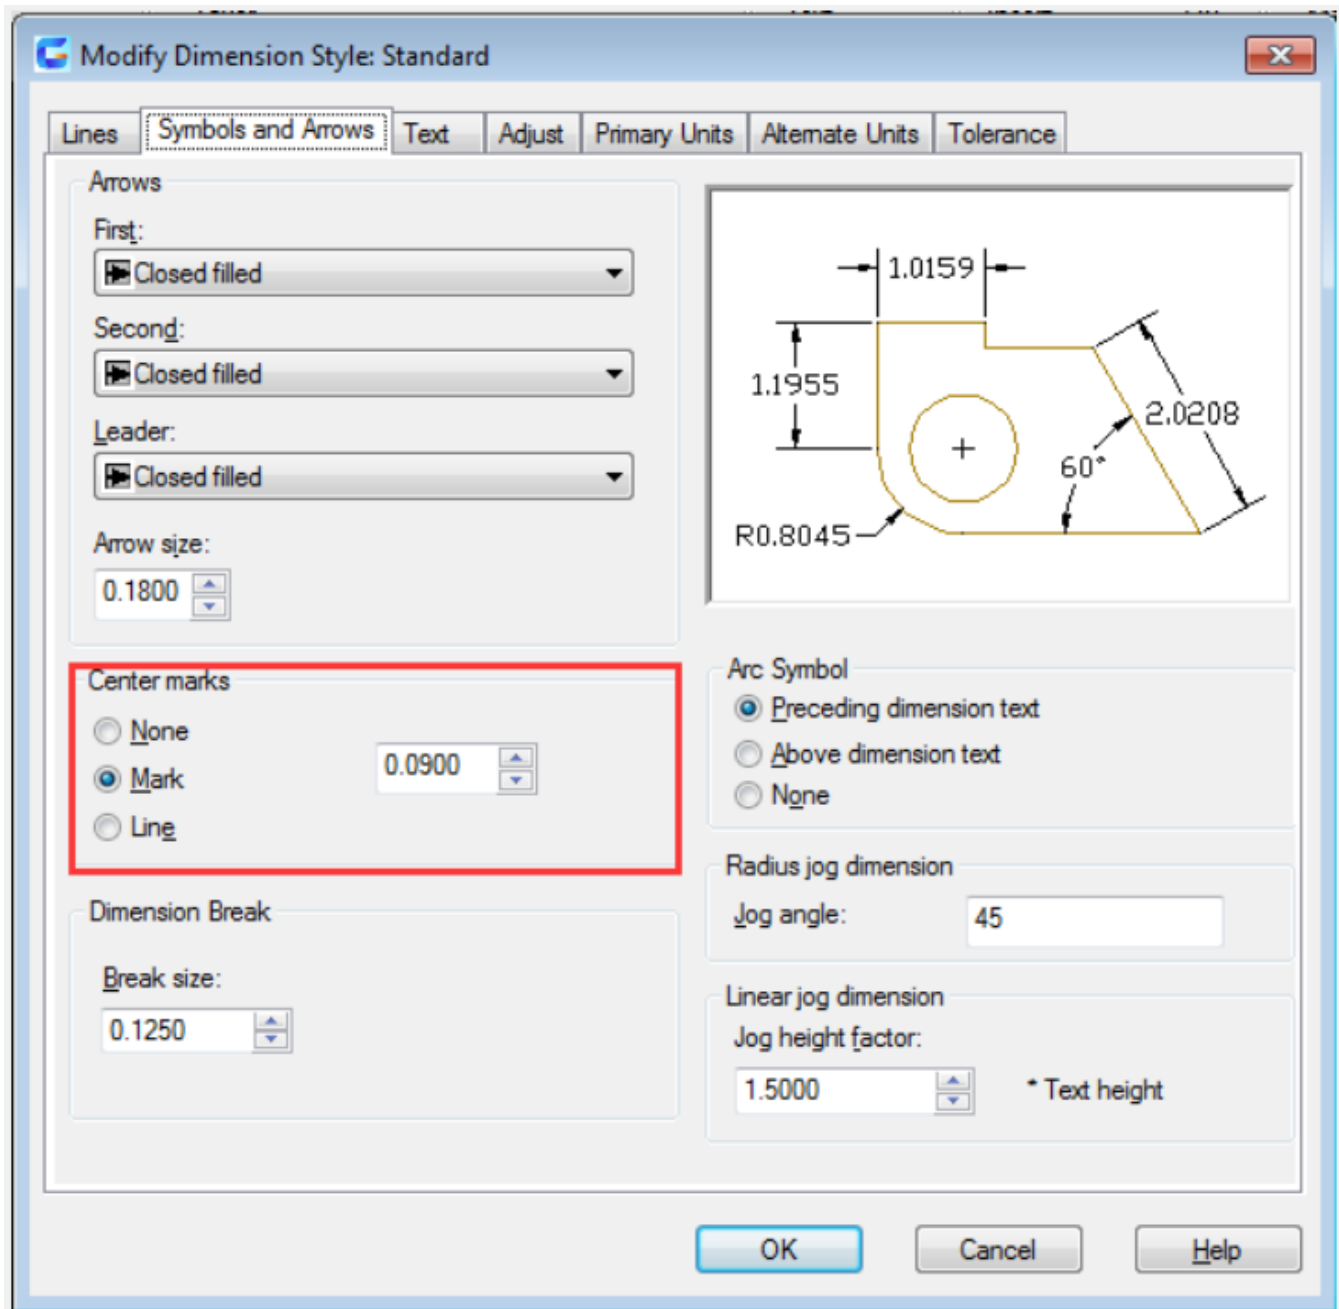 Modify Dimension Style: Standard
Lines Symbols and Arrows Text Adjust Primary Units Alternate Units Tolerance
Arrows
First:
Closed filled
Second:
Closed filled
Leader:
Closed filled
Arrow size:
0.1800
1.0159
1.1955
2.0208
60°
R0.8045
Center marks
None
Mark
0.0900
Line
Arc Symbol
Preceding dimension text
Above dimension text
None
Dimension Break
Break size:
0.1250
Radius jog dimension
Jog angle: 45
Linear jog dimension
Jog height factor:
1.5000 * Text height
OK Cancel Help